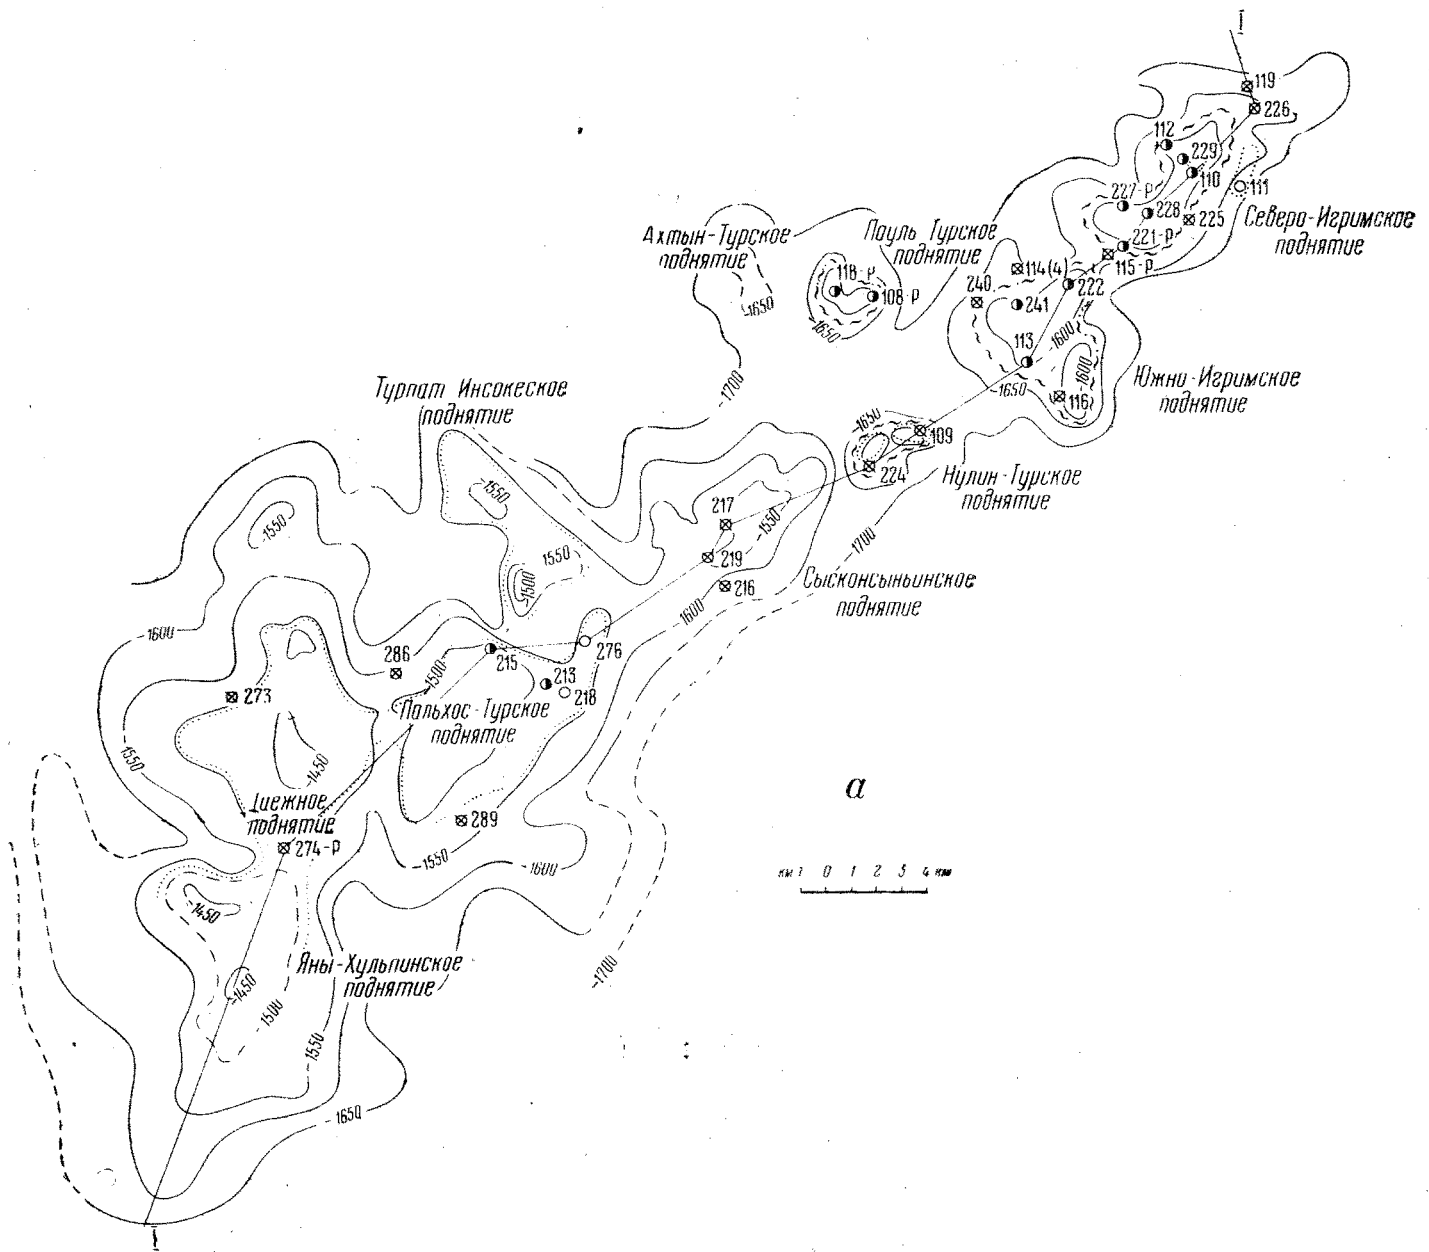 I
119
226
112
229
110
111
227-р
228
225
Северо-Игримское
поднятие
221-р
115-р
Ахтын-Турское
поднятие
-1650
Пауль Турское
поднятие
118-р
108-р
-1650
114(4)
240
241
222
113
-1600
-1600
-1650
116
Южно-Игримское
поднятие
-1700
Турпат Инсокеское
поднятие
-1650
109
224
Нулин-Турское
поднятие
-1550
-1550
217
-1550
219
216
-1700
1550
-1500
Сысконсыньинское
поднятие
1600
-1600
276
286
215
-1500
213
218
273
Пальхос-Турское
поднятие
-1550
-1450
а
поднятие
289
274-р
-1550
-1600
км 1 0 1 2 3 4 км
-1450
Яны-Хульпинское
поднятие
-1450
-1500
-1700
1550
-1650
I